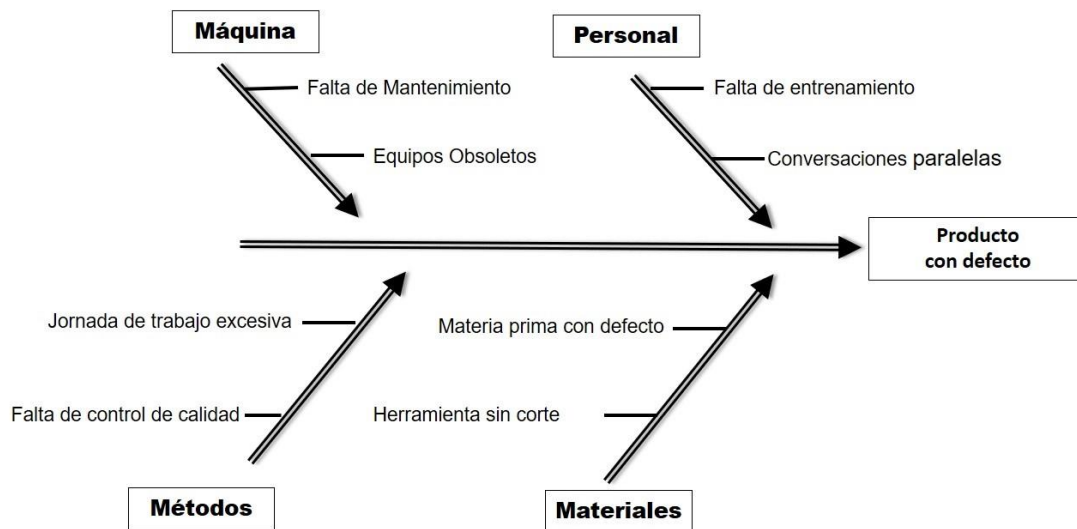 Máquina
Personal
Falta de Mantenimiento
Falta de entrenamiento
Equipos Obsoletos
Conversaciones paralelas
Producto
con defecto
Jornada de trabajo excesiva
Materia prima con defecto
Falta de control de calidad
Herramienta sin corte
Métodos
Materiales